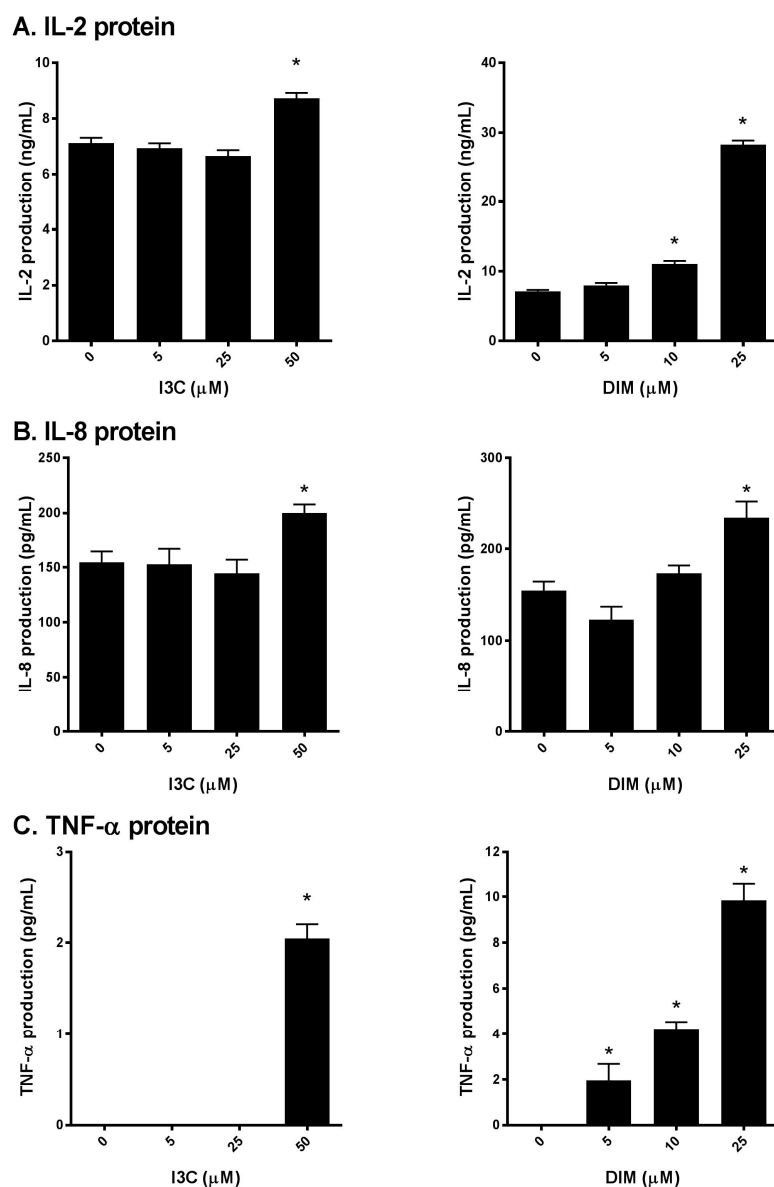 A. IL-2 protein
IL-2 production (ng/mL)
10
8
6
4
2
0
*
0 5 25 50
I3C (μM)
IL-2 production (ng/mL)
40
30
20
10
0
*
*
0 5 10 25
DIM (μM)
B. IL-8 protein
IL-8 production (pg/mL)
250
200
150
100
50
0
*
0 5 25 50
I3C (μM)
IL-8 production (pg/mL)
300
200
100
0
*
0 5 10 25
DIM (μM)
C. TNF-α protein
TNF-α production (pg/mL)
3
2
1
0
*
0 5 25 50
I3C (μM)
TNF-α production (pg/mL)
12
10
8
6
4
2
0
*
*
*
0 5 10 25
DIM (μM)